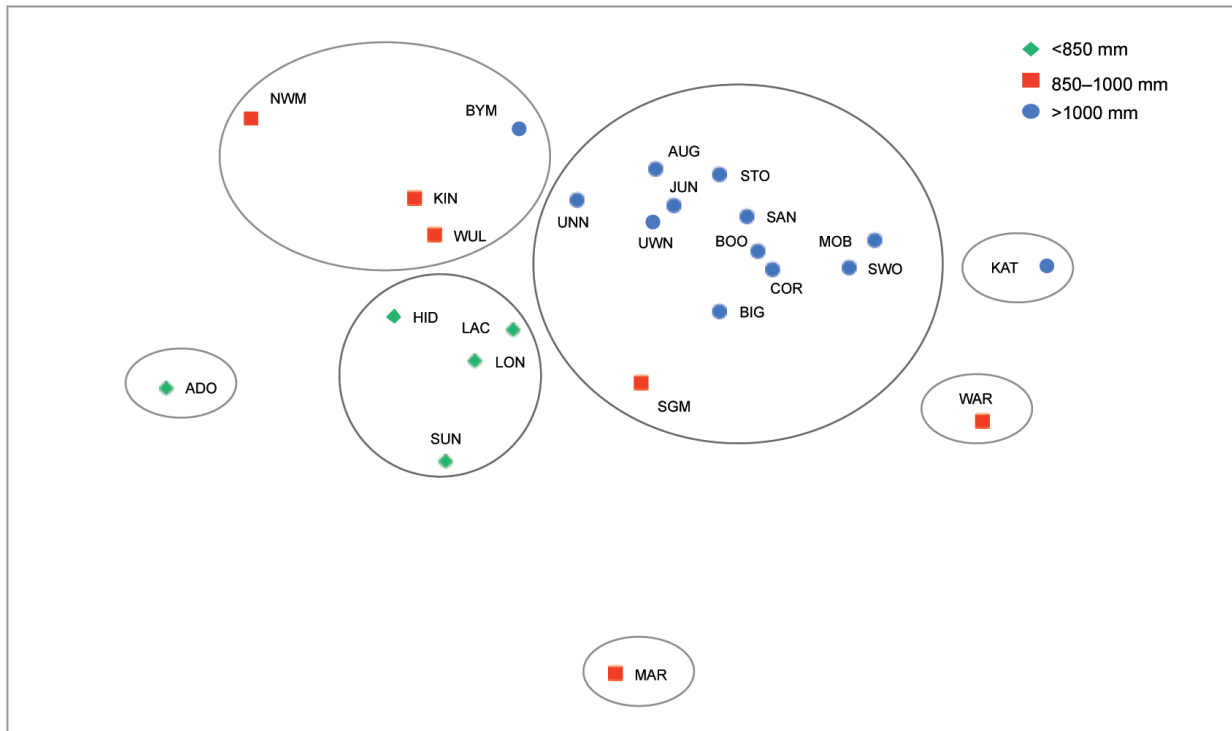 <850 mm
850–1000 mm
>1000 mm
NWM
BYM
KIN
WUL
AUG
STO
JUN
UNN
UWN
SAN
BOO
MOB
COR
SWO
KAT
BIG
HID
LAC
LON
ADO
SUN
SGM
WAR
MAR